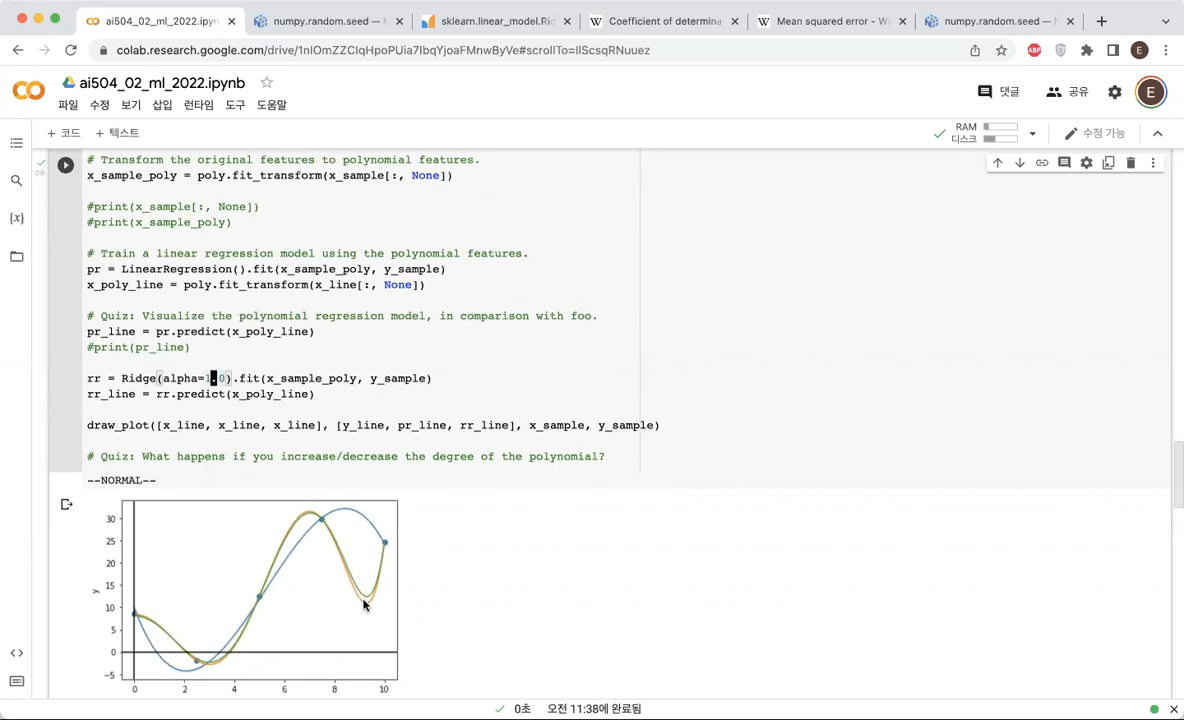 ai504_02_ml_2022.ipynb
numpy.random.seed — N
sklearn.linear_model.Rid
Coefficient of determina
Mean squared error - Wi
numpy.random.seed — N
colab.research.google.com/drive/1nIOmZZCIqHpoPUia7IbqYjoaFMnwByVe#scrollTo=IlScsqRNuuez
ABP
E
ai504_02_ml_2022.ipynb
파일 수정 보기 삽입 런타임 도구 도움말
댓글
공유
E
+ 코드 + 텍스트
RAM
디스크
수정 가능
# Transform the original features to polynomial features.
x_sample_poly = poly.fit_transform(x_sample[:, None])
#print(x_sample[:, None])
#print(x_sample_poly)
# Train a linear regression model using the polynomial features.
pr = LinearRegression().fit(x_sample_poly, y_sample)
x_poly_line = poly.fit_transform(x_line[:, None])
# Quiz: Visualize the polynomial regression model, in comparison with foo.
pr_line = pr.predict(x_poly_line)
#print(pr_line)
rr = Ridge(alpha=1.0).fit(x_sample_poly, y_sample)
rr_line = rr.predict(x_poly_line)
draw_plot([x_line, x_line, x_line], [y_line, pr_line, rr_line], x_sample, y_sample)
# Quiz: What happens if you increase/decrease the degree of the polynomial?
--NORMAL--
30
25
20
15
10
5
0
-5
y
0 2 4 6 8 10
0초 오전 11:38에 완료됨